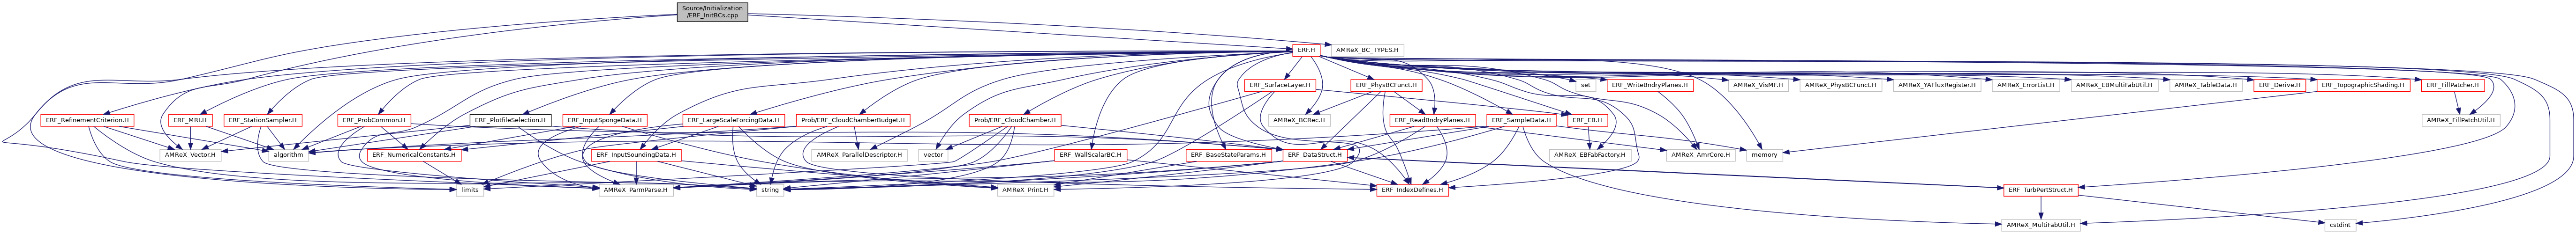 Source/Initialization
/ERF_InitBCs.cpp
ERF.H
AMReX_BC_TYPES.H
ERF_SurfaceLayer.H
ERF_PhysBCFunct.H
set
ERF_WriteBndryPlanes.H
AMReX_VisMF.H
AMReX_PhysBCFunct.H
AMReX_YAFluxRegister.H
AMReX_ErrorList.H
AMReX_EBMultiFabUtil.H
AMReX_TableData.H
ERF_Derive.H
ERF_TopographicShading.H
ERF_FillPatcher.H
ERF_RefinementCriterion.H
ERF_MRI.H
ERF_StationSampler.H
ERF_ProbCommon.H
ERF_PlotfileSelection.H
ERF_InputSpongeData.H
ERF_LargeScaleForcingData.H
Prob/ERF_CloudChamberBudget.H
Prob/ERF_CloudChamber.H
AMReX_BCRec.H
ERF_ReadBndryPlanes.H
ERF_SampleData.H
ERF_EB.H
AMReX_FillPatchUtil.H
AMReX_Vector.H
algorithm
ERF_NumericalConstants.H
ERF_InputSoundingData.H
AMReX_ParallelDescriptor.H
vector
ERF_WallScalarBC.H
ERF_BaseStateParams.H
ERF_DataStruct.H
AMReX_EBFabFactory.H
AMReX_AmrCore.H
memory
limits
AMReX_ParmParse.H
string
AMReX_Print.H
ERF_IndexDefines.H
ERF_TurbPertStruct.H
AMReX_MultiFabUtil.H
cstdint